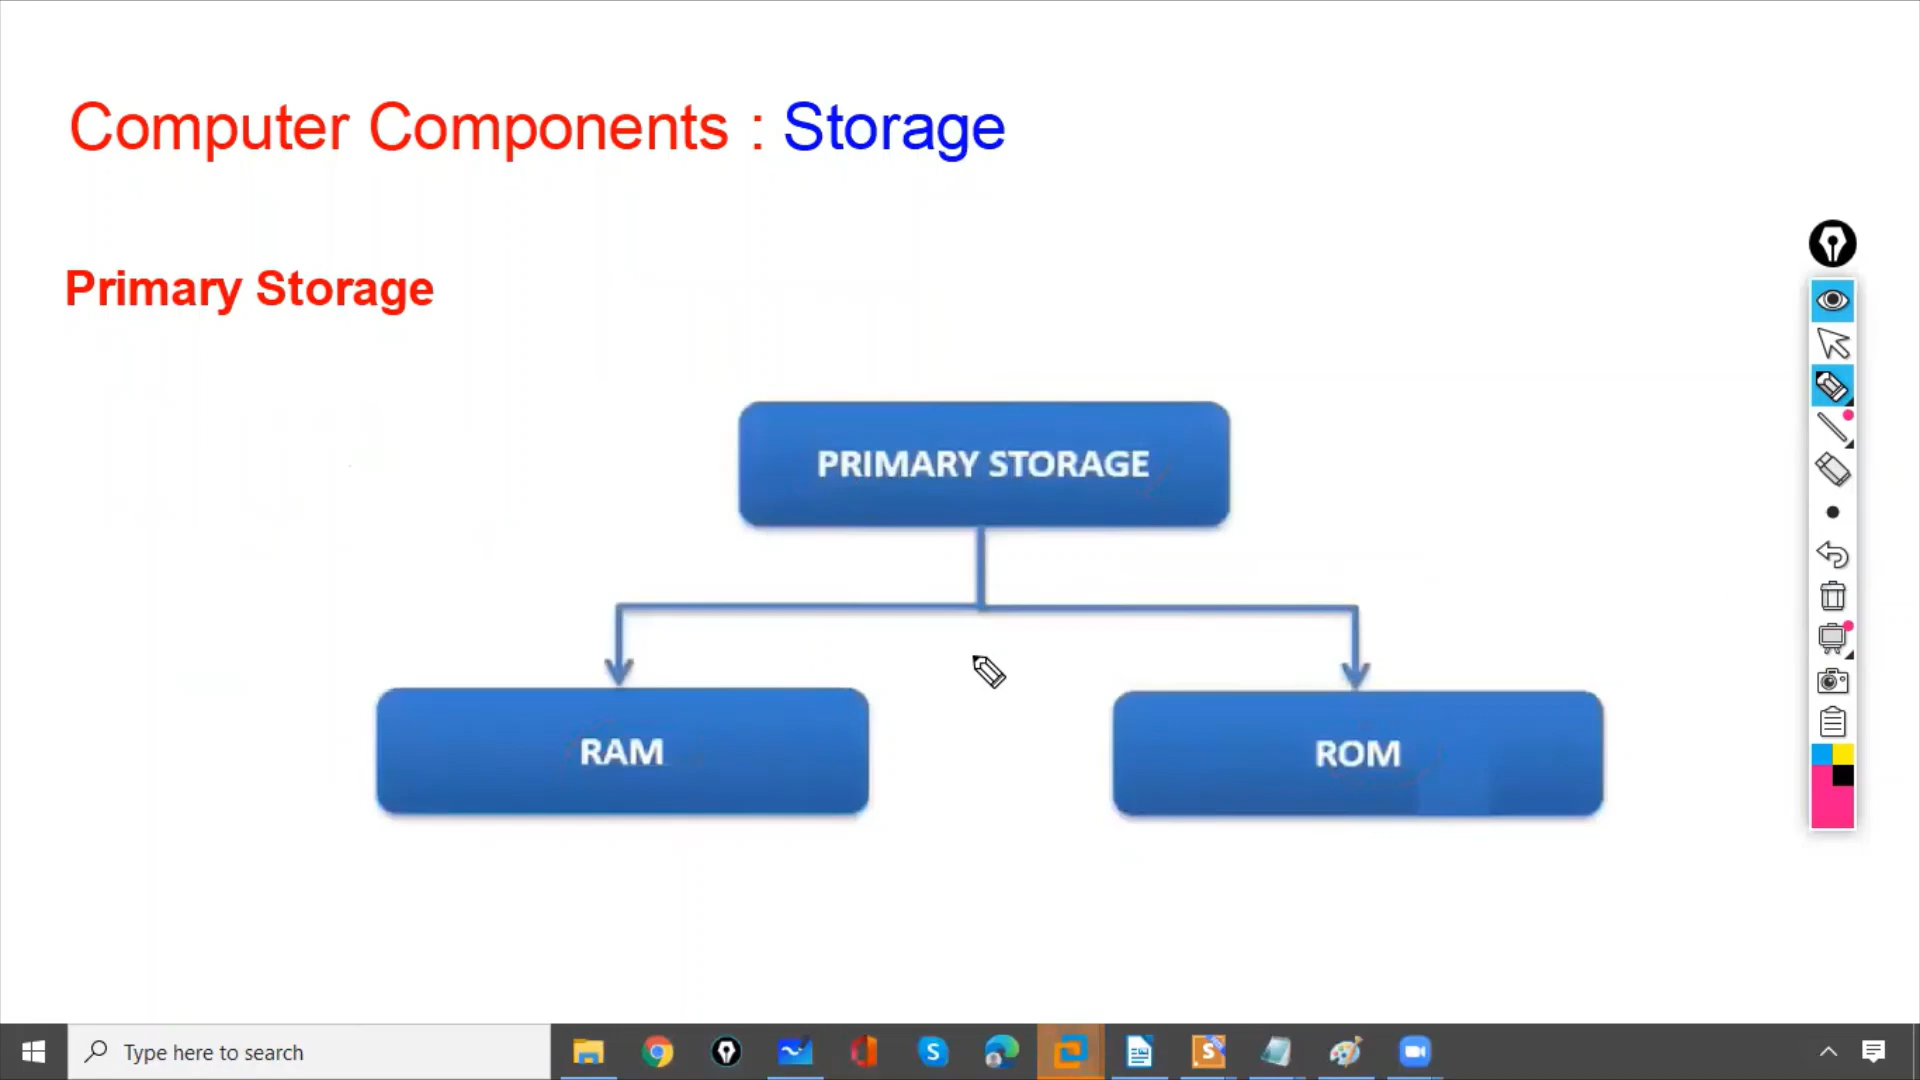 Computer Components : Storage
Primary Storage
PRIMARY STORAGE
RAM
ROM
Type here to search